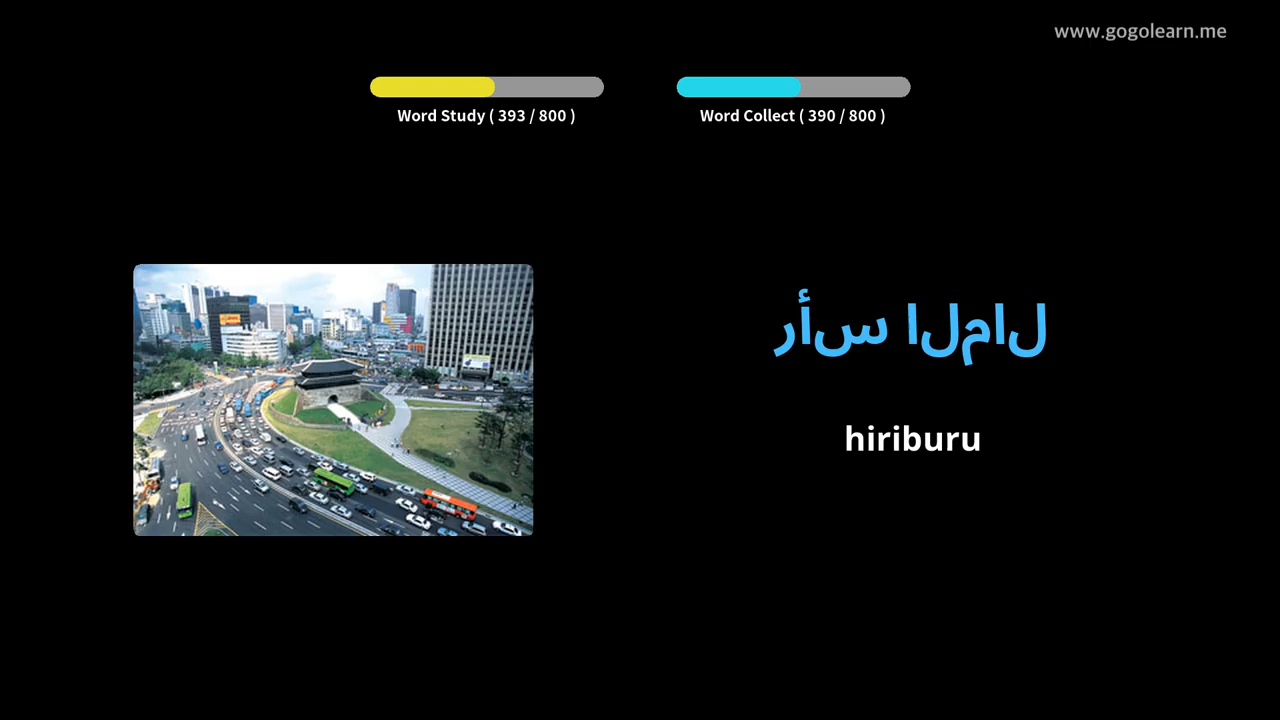 www.gogolearn.me
Word Study ( 393 / 800 )
Word Collect ( 390 / 800 )
رأس المال
hiriburu